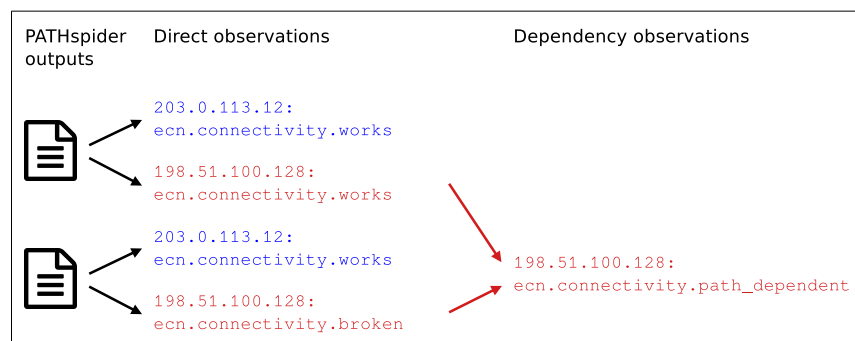 PATHspider
outputs
Direct observations
Dependency observations
203.0.113.12:
ecn.connectivity.works
198.51.100.128:
ecn.connectivity.works
203.0.113.12:
ecn.connectivity.works
198.51.100.128:
ecn.connectivity.broken
198.51.100.128:
ecn.connectivity.path_dependent